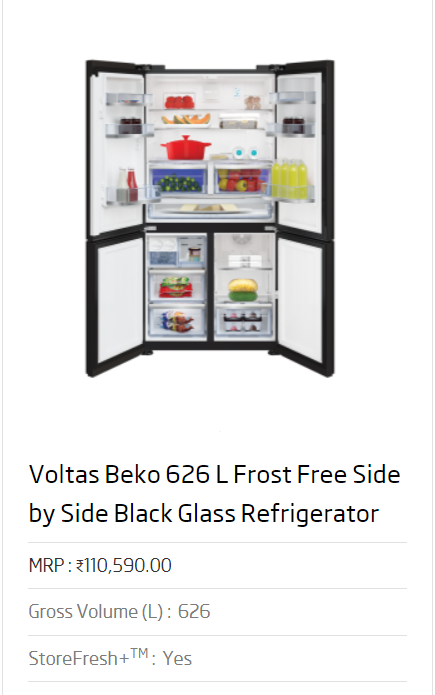 Voltas Beko 626 L Frost Free Side
by Side Black Glass Refrigerator
MRP : ₹110,590.00
Gross Volume (L) : 626
StoreFresh+™ : Yes